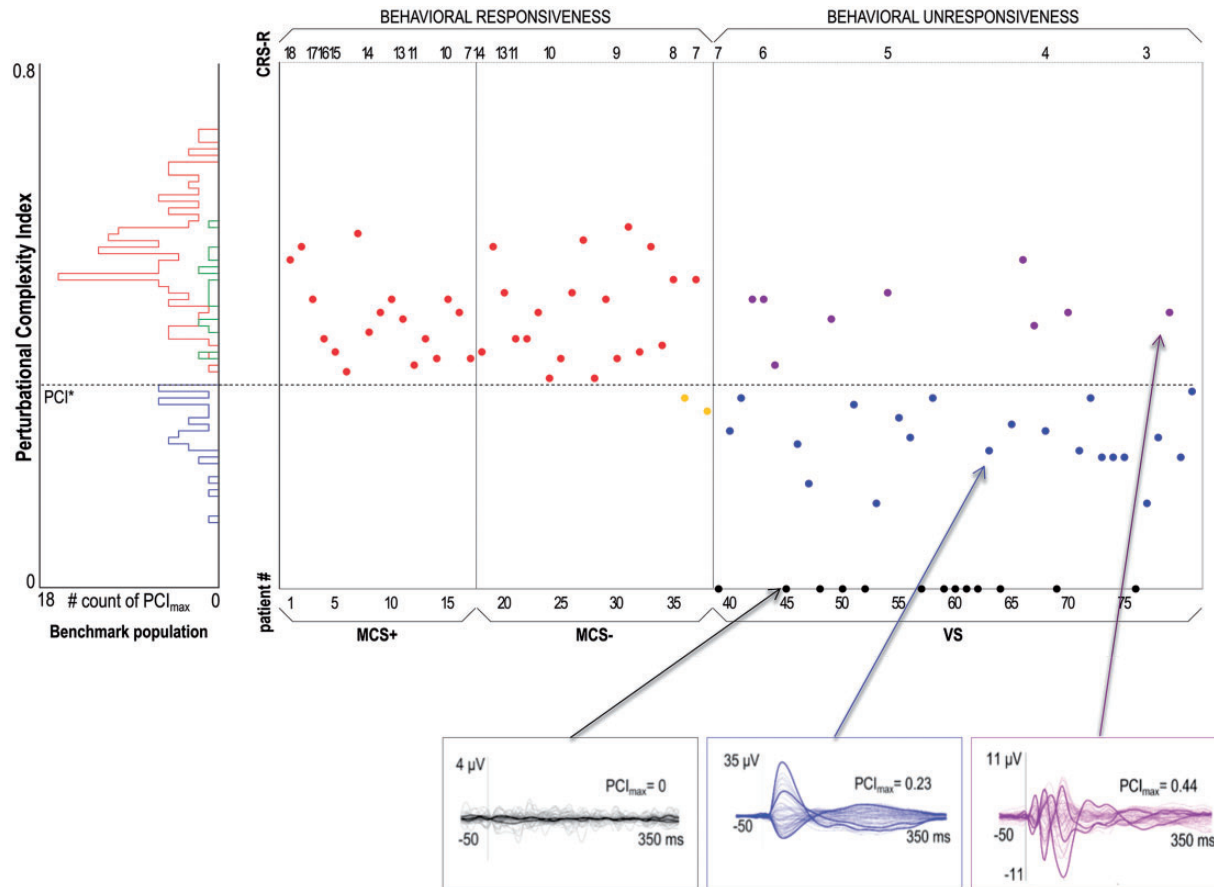 BEHAVIORAL RESPONSIVENESS BEHAVIORAL UNRESPONSIVENESS
CRS-R 18 17 16 15 14 13 11 10 7 14 13 11 10 9 8 7 7 6 5 4 3
0.8
Perturbational Complexity Index
PCI*
0
18 # count of PCImax 0
Benchmark population
patient # 1 5 10 15 20 25 30 35 40 45 50 55 60 65 70 75
MCS+ MCS- VS
4 µV
PCImax= 0
-50 350 ms
35 µV
PCImax= 0.23
-50 350 ms
11 µV
PCImax= 0.44
-50 350 ms
-11